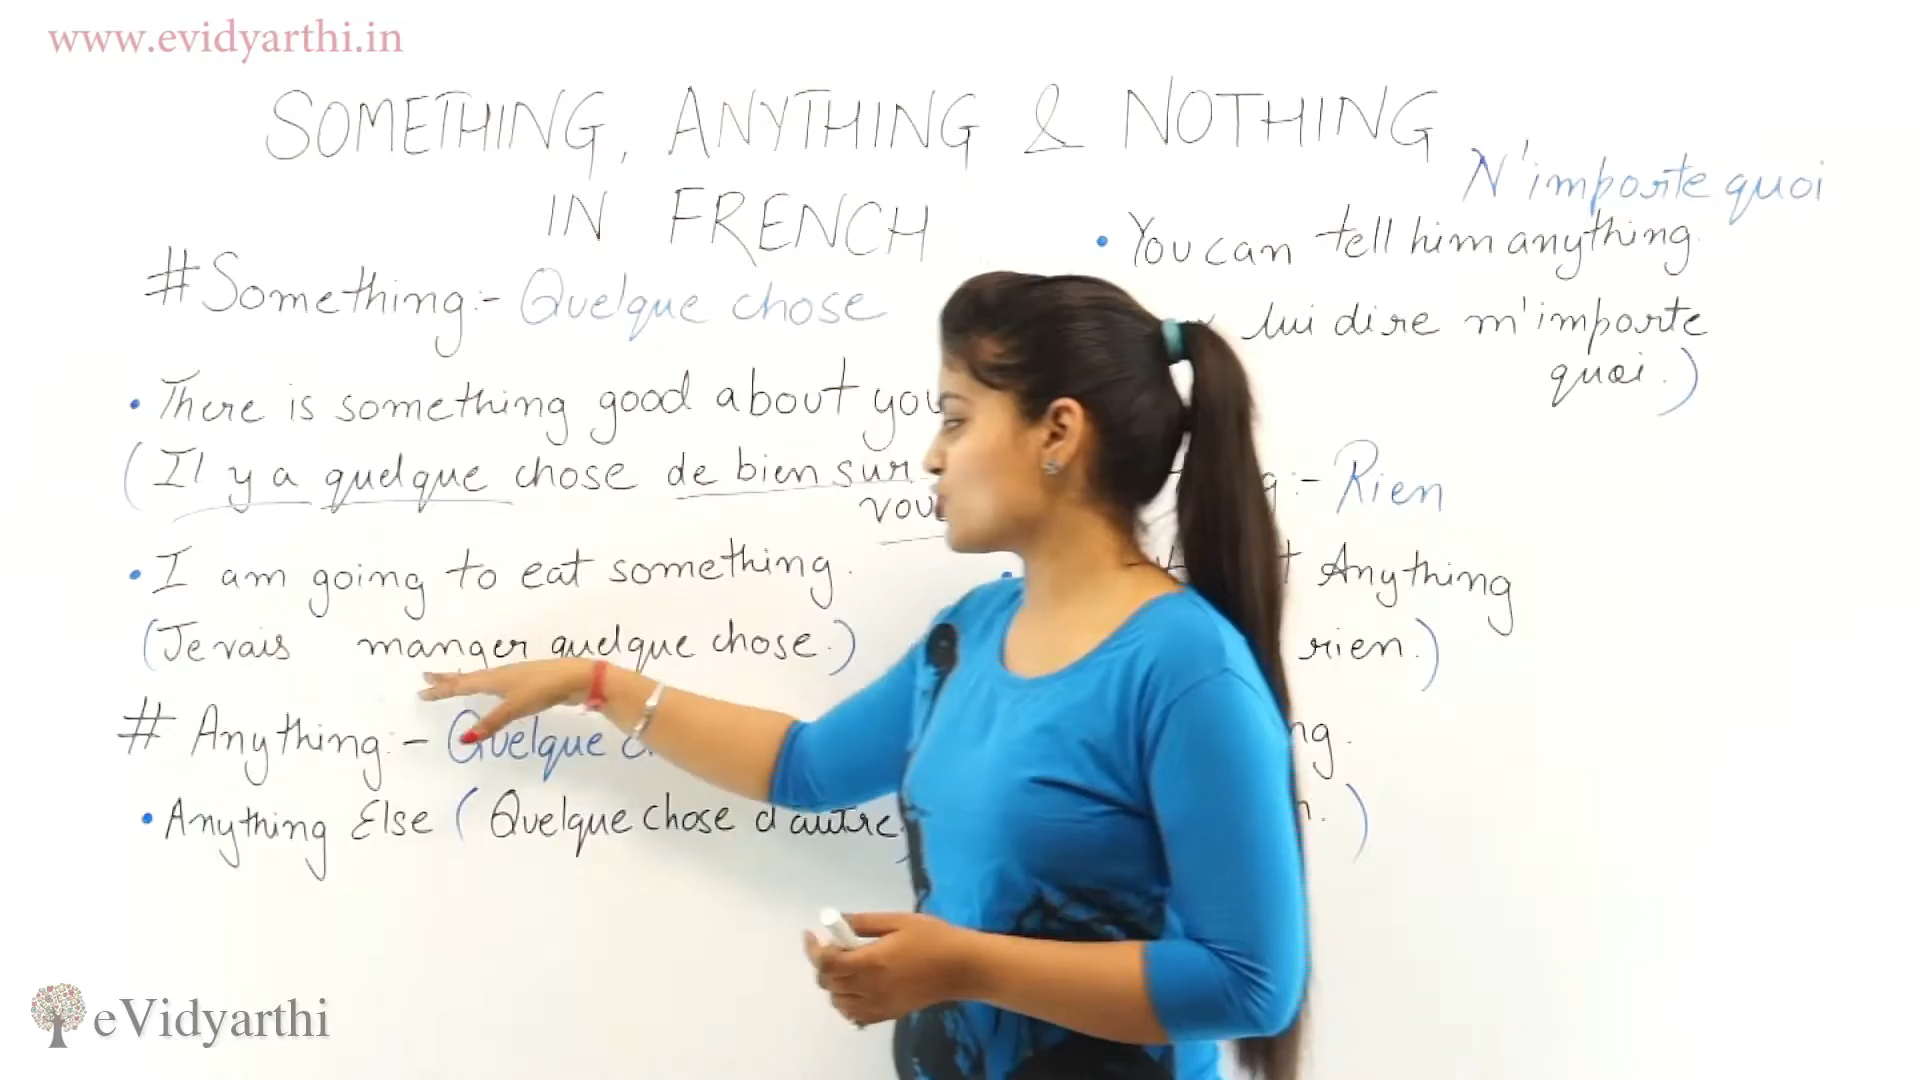 www.evidyarthi.in
SOMETHING, ANYTHING & NOTHING
IN FRENCH
#Something:- Quelque chose
• There is something good about you
(Il y a quelque chose de bien sur
vou
• I am going to eat something.
(Je vais manger quelque chose.)
# Anything:- Quelque c
• Anything Else (Quelque chose d'autre)
N'importe quoi
• You can tell him anything.
lui dire m'importe
quoi.)
g:- Rien
t Anything
rien.)
ng.
n.)
eVidyarthi